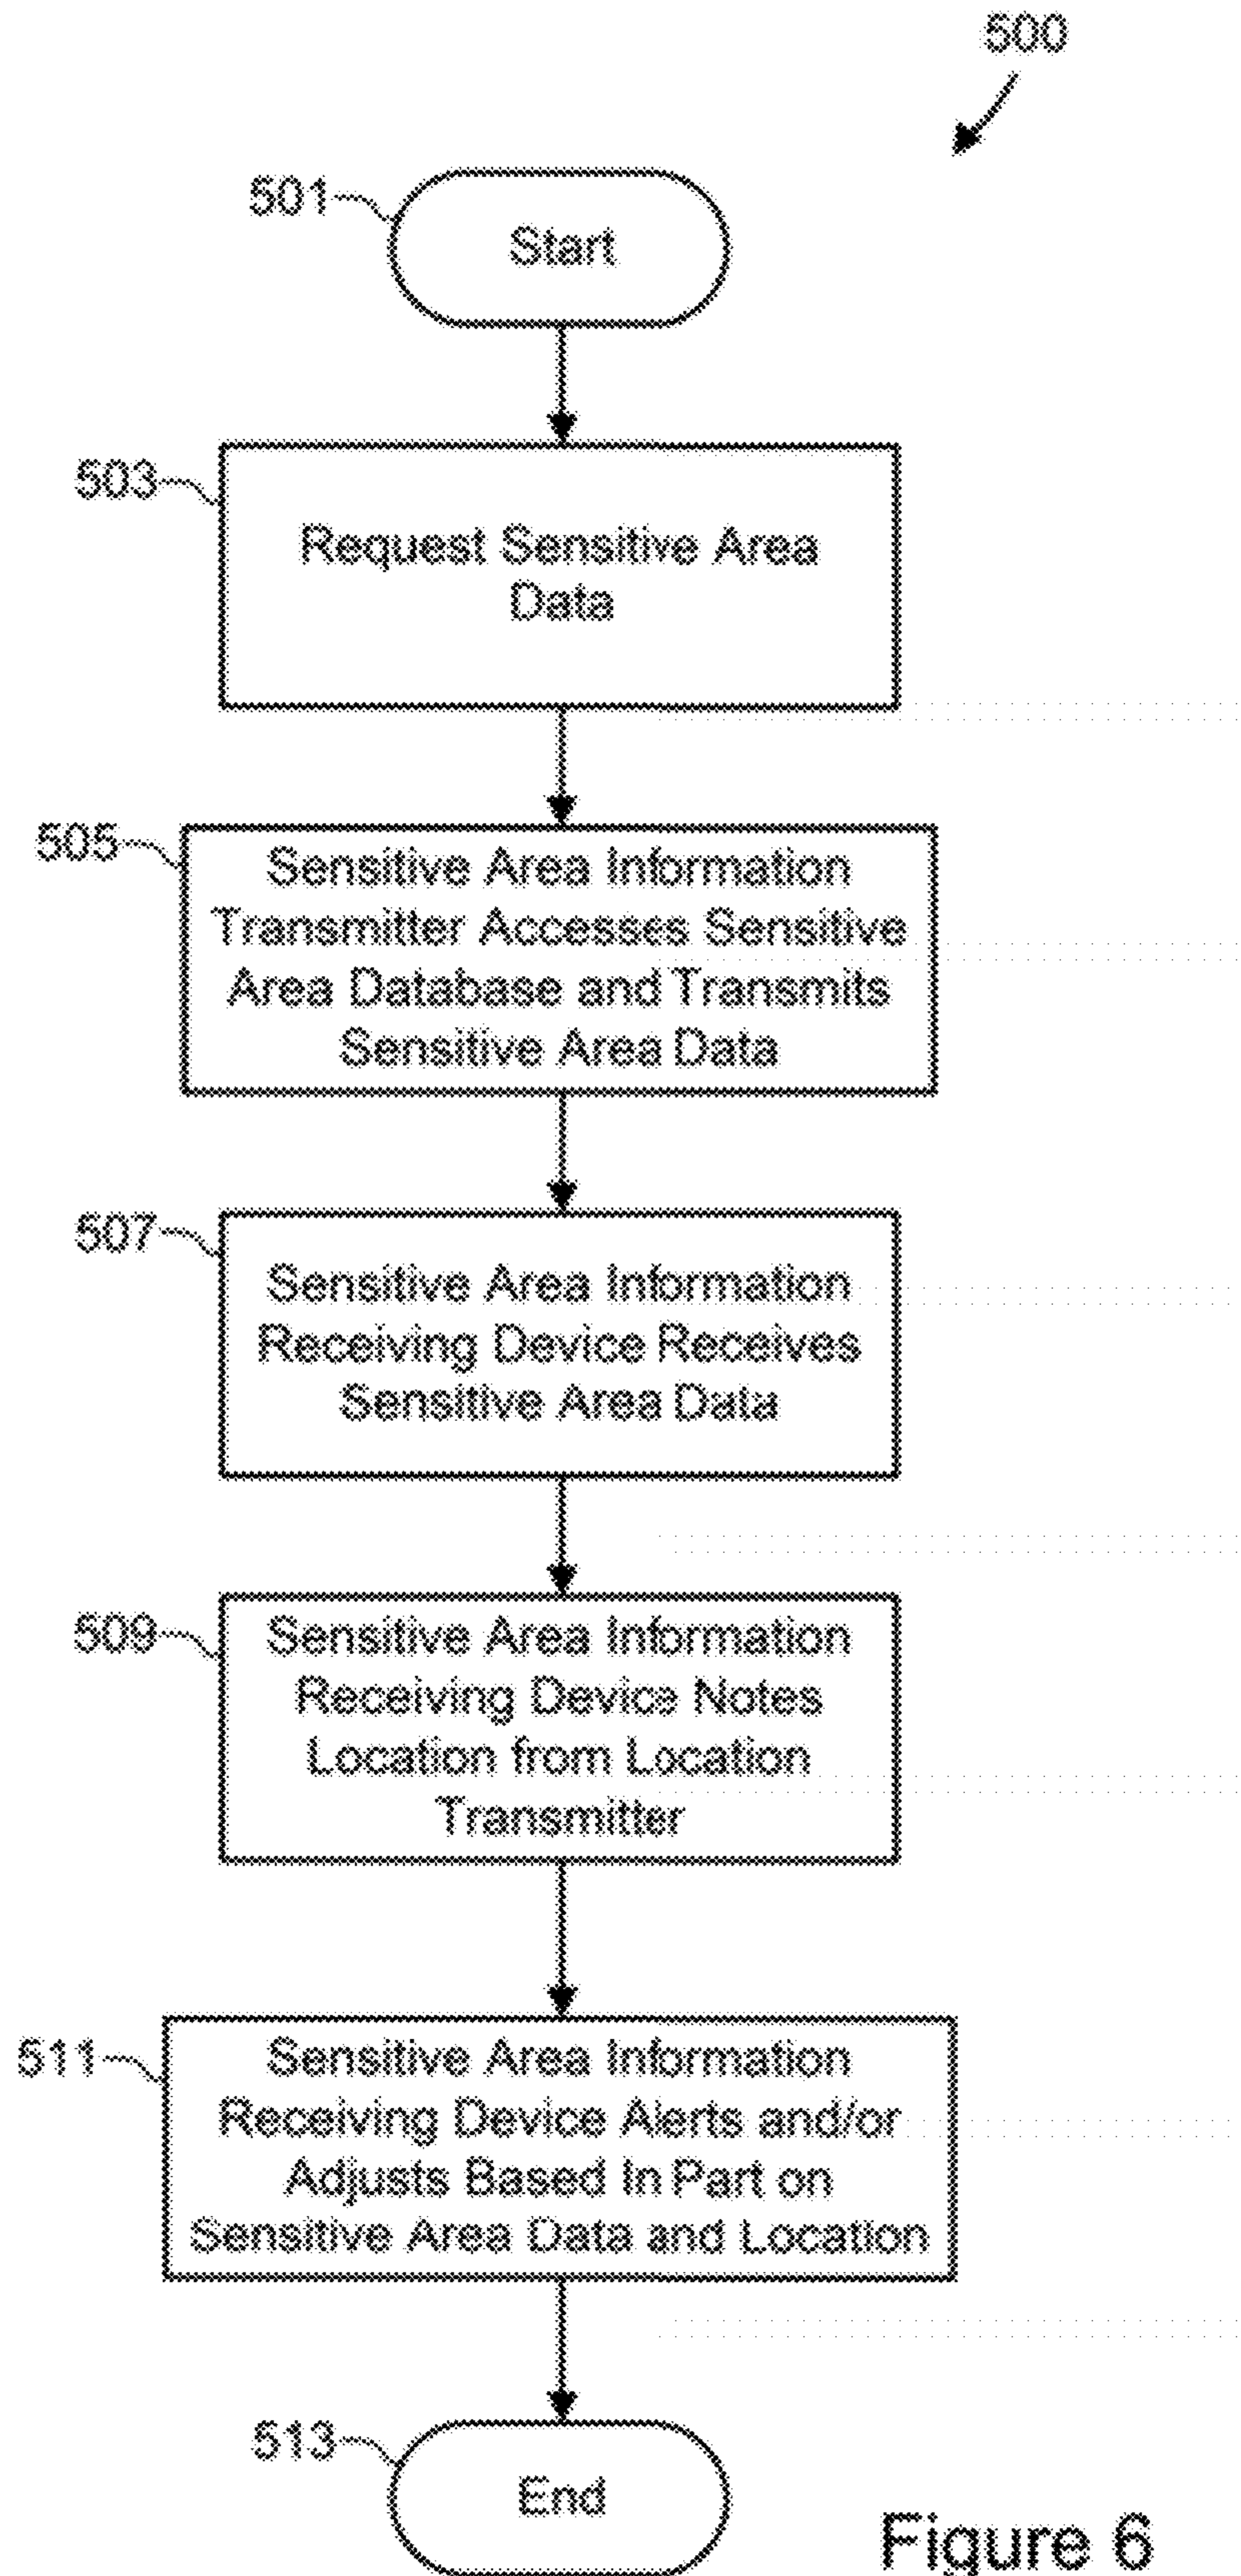 500
501
Start
503
Request Sensitive Area
Data
505
Sensitive Area Information
Transmitter Accesses Sensitive
Area Database and Transmits
Sensitive Area Data
507
Sensitive Area Information
Receiving Device Receives
Sensitive Area Data
509
Sensitive Area Information
Receiving Device Notes
Location from Location
Transmitter
511
Sensitive Area Information
Receiving Device Alerts and/or
Adjusts Based In Part on
Sensitive Area Data and Location
513
End
Figure 6